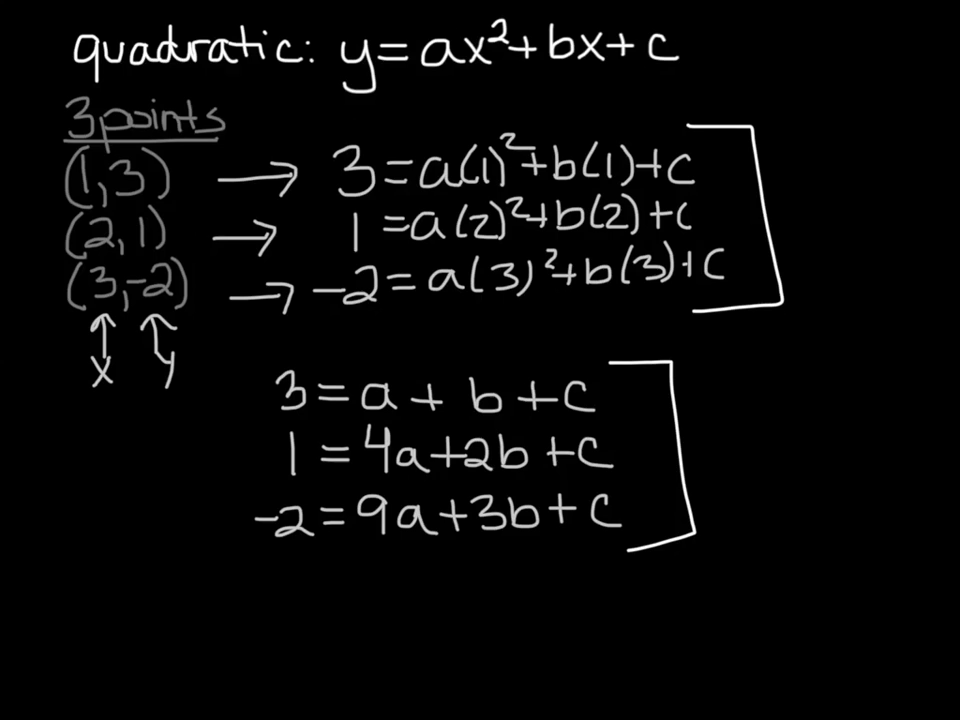 quadratic: y=ax²+bx+c
3 points
(1,3) → 3=a(1)²+b(1)+c
(2,1) → 1=a(2)²+b(2)+c
(3,-2) → -2=a(3)²+b(3)+c
x y
3=a+b+c
1=4a+2b+c
-2=9a+3b+c